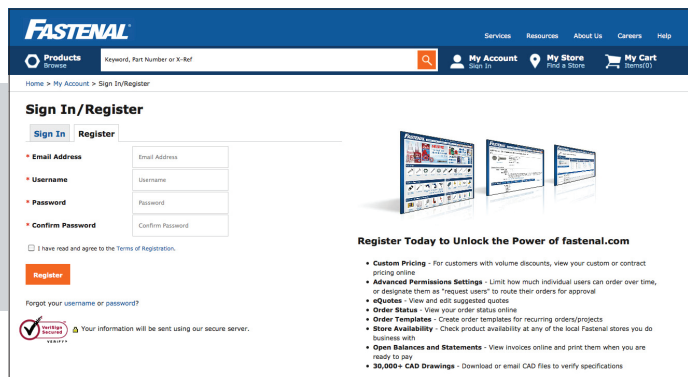 FASTENAL
Services Resources About Us Careers Help
Products
Browse
Keyword, Part Number or X-Ref
My Account
Sign In
My Store
Find a Store
My Cart
Items(0)
Home > My Account > Sign In/Register
Sign In/Register
Sign In Register
* Email Address
Email Address
* Username
Username
* Password
Password
* Confirm Password
Confirm Password
I have read and agree to the Terms of Registration.
Register
Forgot your username or password?
VeriSign
Secured
VERIFY
Your information will be sent using our secure server.
Register Today to Unlock the Power of fastenal.com
• Custom Pricing - For customers with volume discounts, view your custom or contract
pricing online
• Advanced Permissions Settings - Limit how much individual users can order over time,
or designate them as "request users" to route their orders for approval
• eQuotes - View and edit suggested quotes
• Order Status - View your order status online
• Order Templates - Create order templates for recurring orders/projects
• Store Availability - Check product availability at any of the local Fastenal stores you do
business with
• Open Balances and Statements - View invoices online and print them when you are
ready to pay
• 30,000+ CAD Drawings - Download or email CAD files to verify specifications